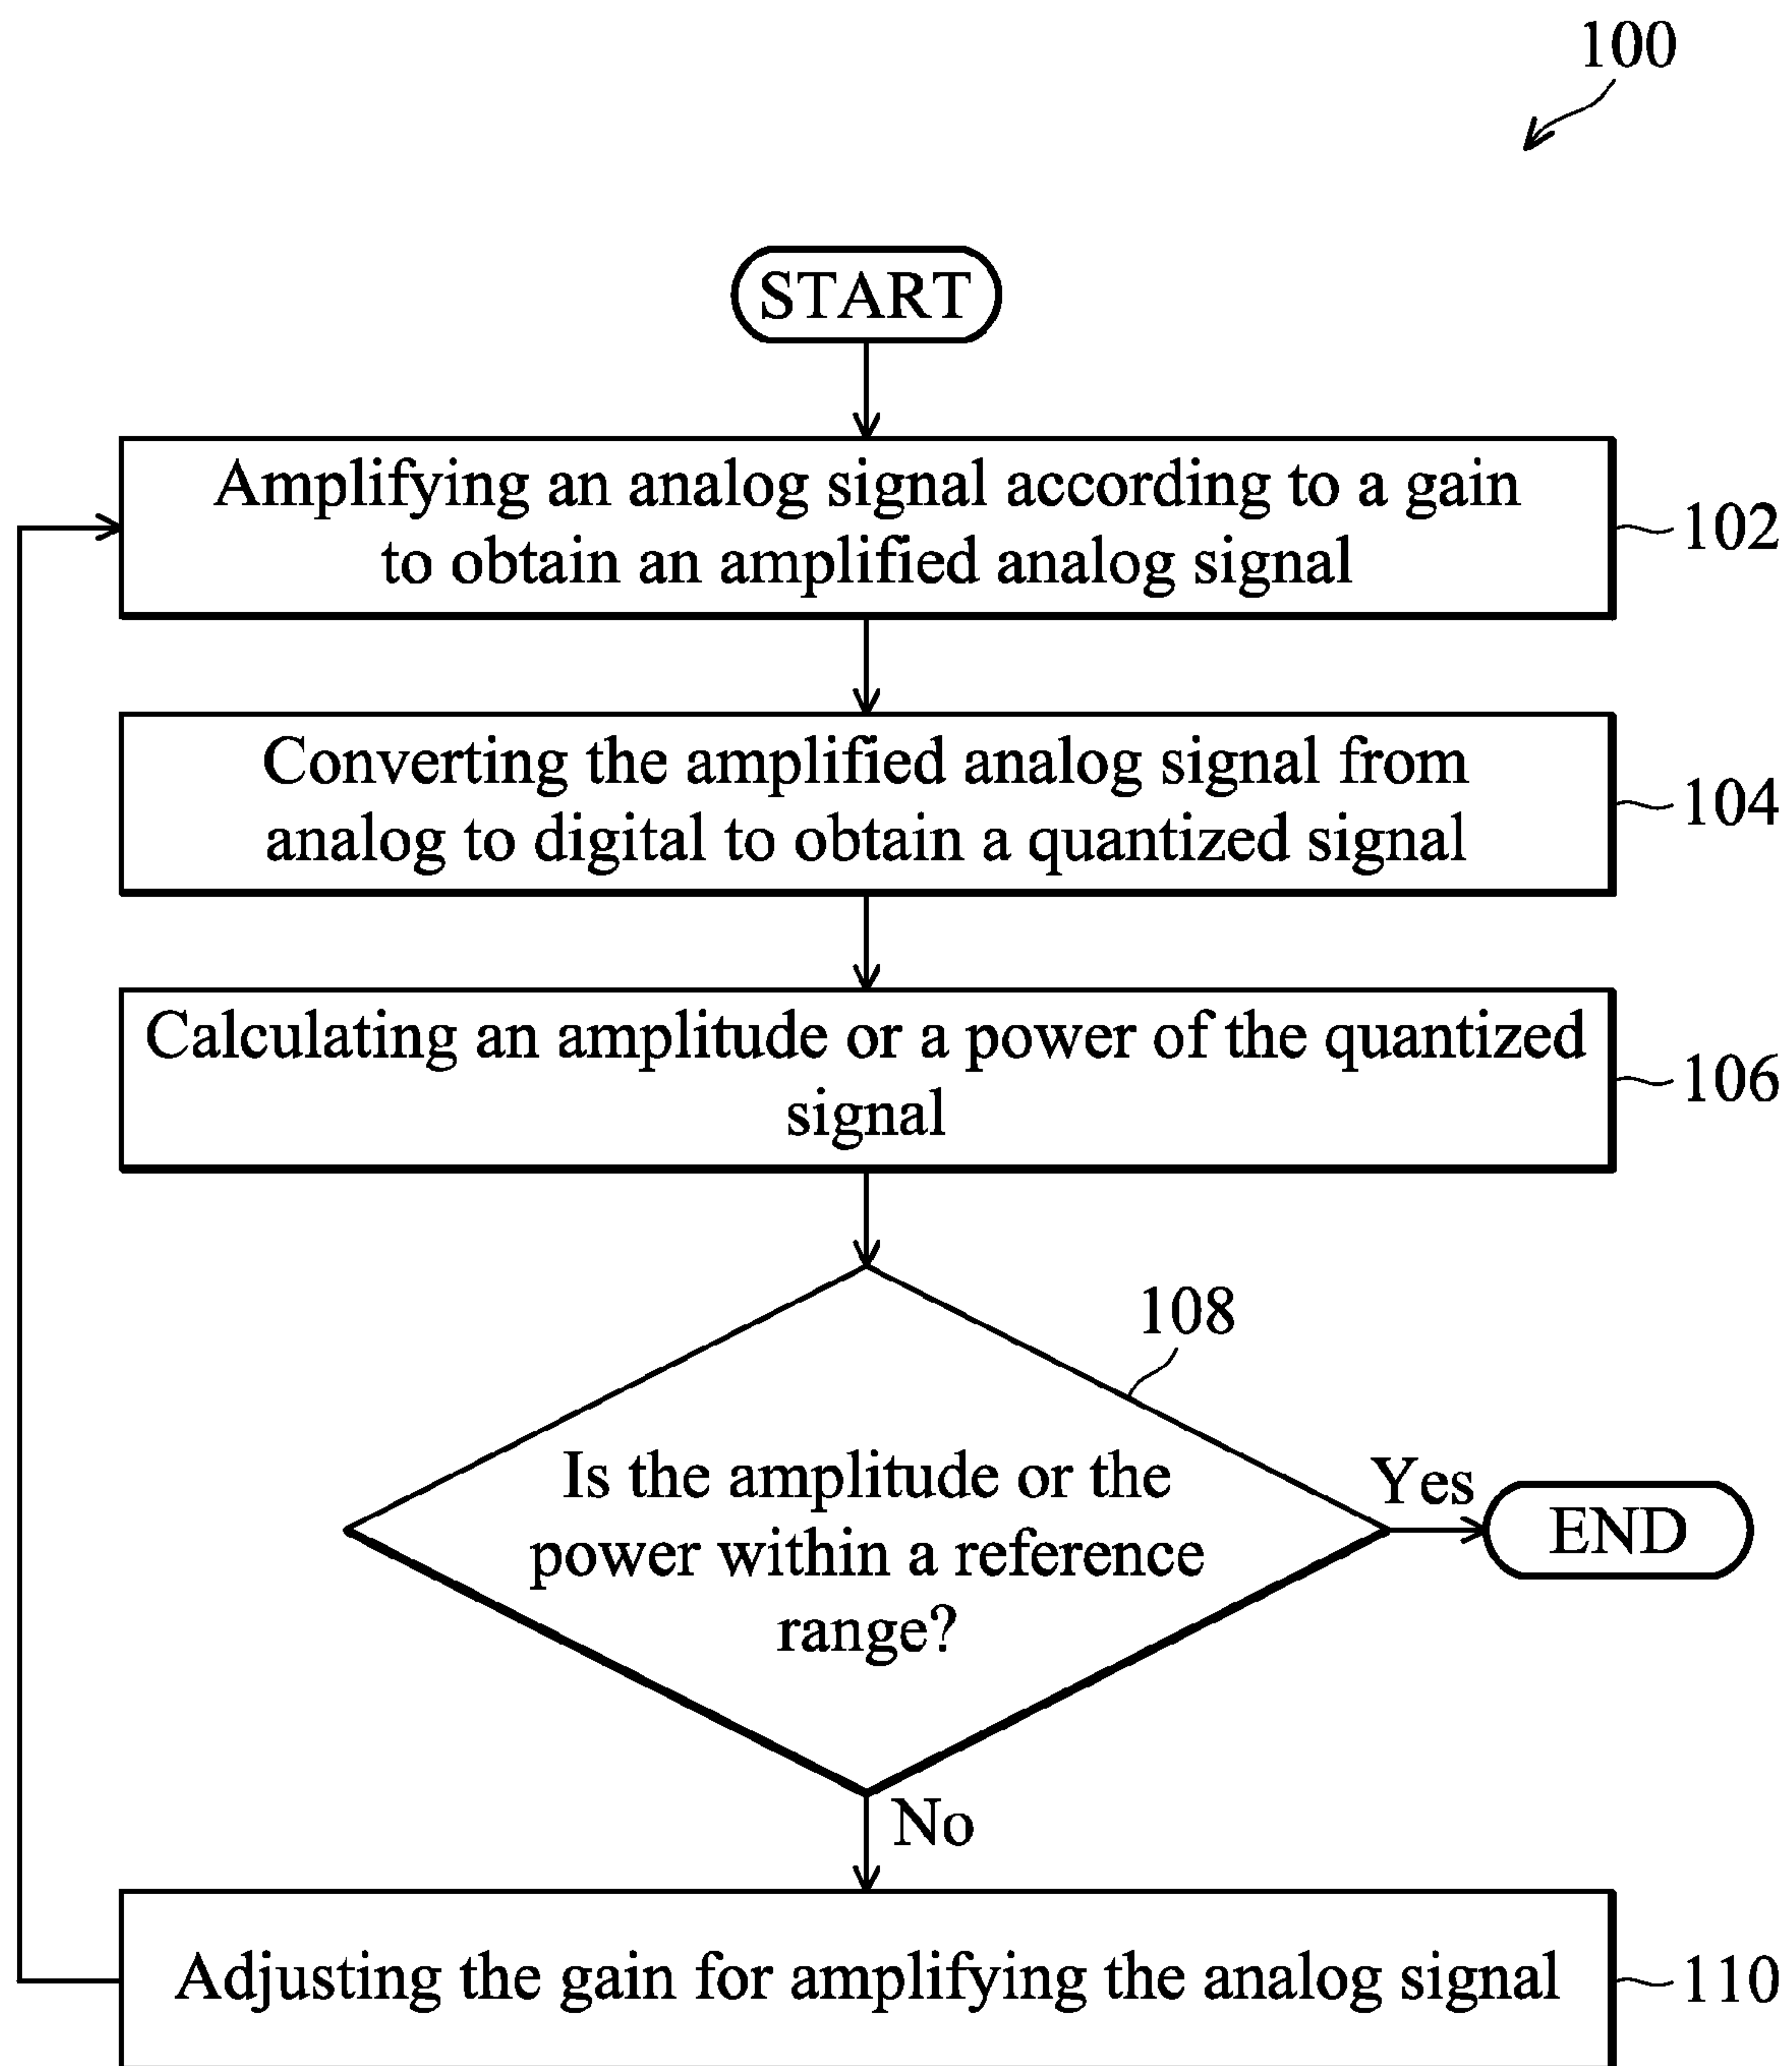 100
START
Amplifying an analog signal according to a gain
to obtain an amplified analog signal
102
Converting the amplified analog signal from
analog to digital to obtain a quantized signal
104
Calculating an amplitude or a power of the quantized
signal
106
108
Is the amplitude or the
power within a reference
range?
Yes
END
No
Adjusting the gain for amplifying the analog signal
110